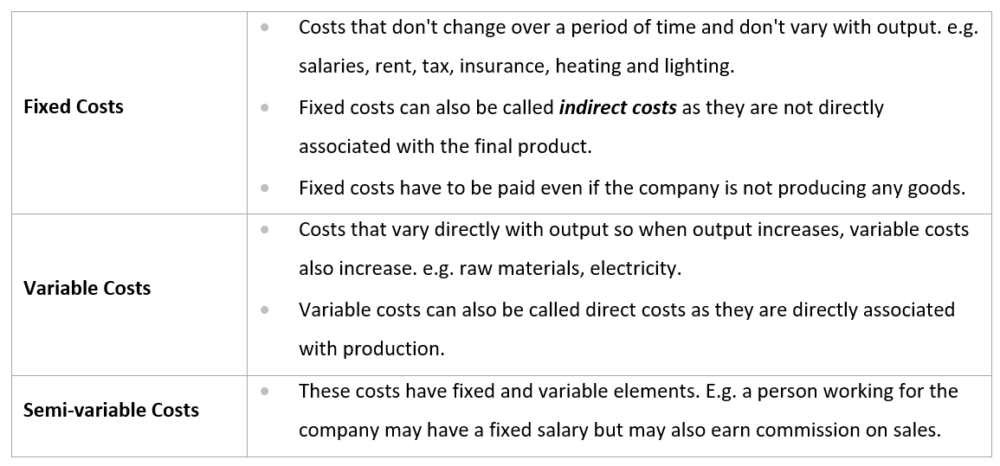 Fixed Costs
Costs that don't change over a period of time and don't vary with output. e.g.
salaries, rent, tax, insurance, heating and lighting.
Fixed costs can also be called indirect costs as they are not directly
associated with the final product.
Fixed costs have to be paid even if the company is not producing any goods.
Variable Costs
Costs that vary directly with output so when output increases, variable costs
also increase. e.g. raw materials, electricity.
Variable costs can also be called direct costs as they are directly associated
with production.
Semi-variable Costs
These costs have fixed and variable elements. E.g. a person working for the
company may have a fixed salary but may also earn commission on sales.